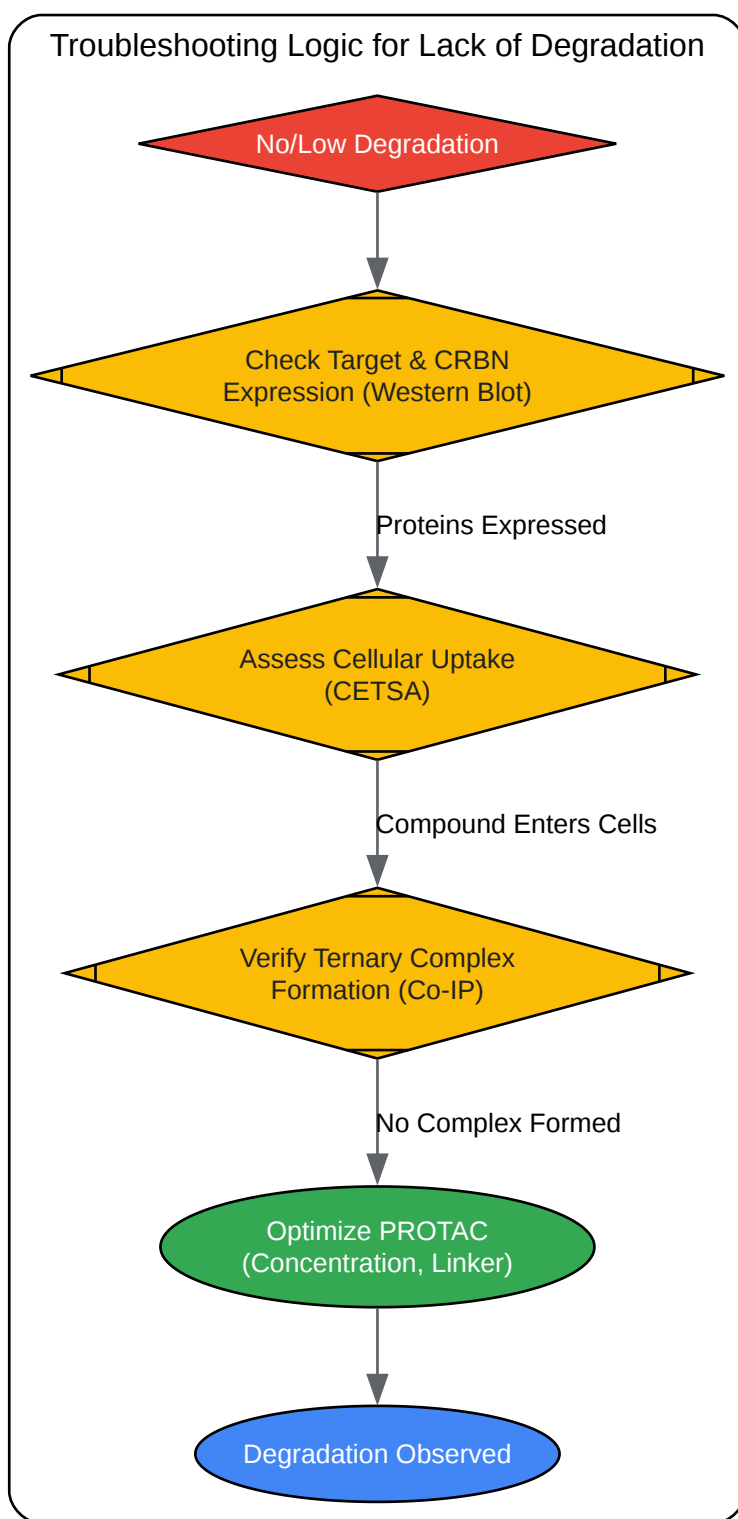 Troubleshooting Logic for Lack of Degradation
No/Low Degradation
Check Target & CRBN
Expression (Western Blot)
Proteins Expressed
Assess Cellular Uptake
(CETSA)
Compound Enters Cells
Verify Ternary Complex
Formation (Co-IP)
No Complex Formed
Optimize PROTAC
(Concentration, Linker)
Degradation Observed